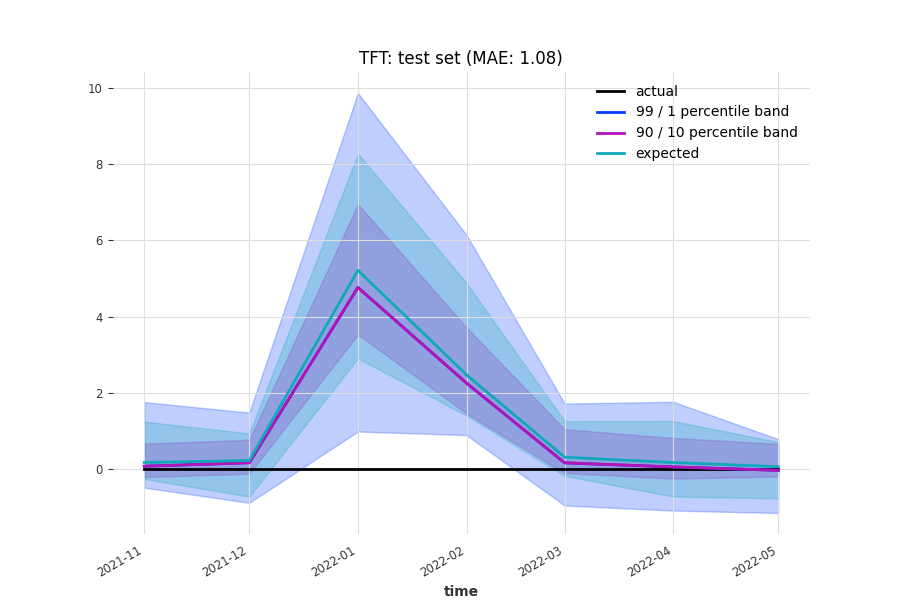 TFT: test set (MAE: 1.08)
actual
99 / 1 percentile band
90 / 10 percentile band
expected
10
8
6
4
2
0
2021-11
2021-12
2022-01
2022-02
2022-03
2022-04
2022-05
time